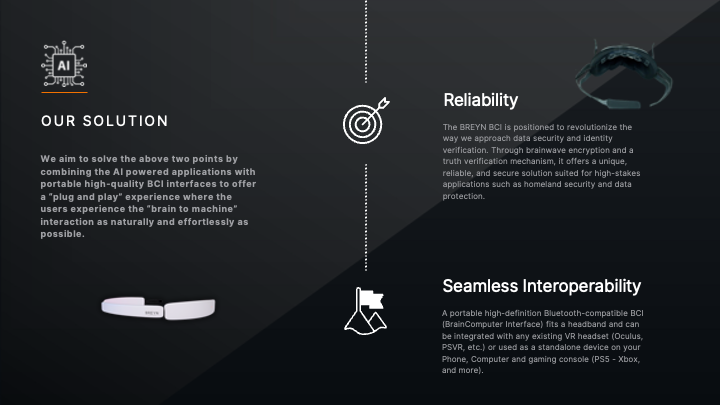 AI
OUR SOLUTION
We aim to solve the above two points by
combining the AI powered applications with
portable high-quality BCI interfaces to offer
a "plug and play" experience where the
users experience the "brain to machine"
interaction as naturally and effortlessly as
possible.
BREYN
Reliability
The BREYN BCI is positioned to revolutionize the
way we approach data security and identity
verification. Through brainwave encryption and a
truth verification mechanism, it offers a unique,
reliable, and secure solution suited for high-stakes
applications such as homeland security and data
protection.
Seamless Interoperability
A portable high-definition Bluetooth-compatible BCI
(BrainComputer Interface) fits a headband and can
be integrated with any existing VR headset (Oculus,
PSVR, etc.) or used as a standalone device on your
Phone, Computer and gaming console (PS5 - Xbox,
and more).